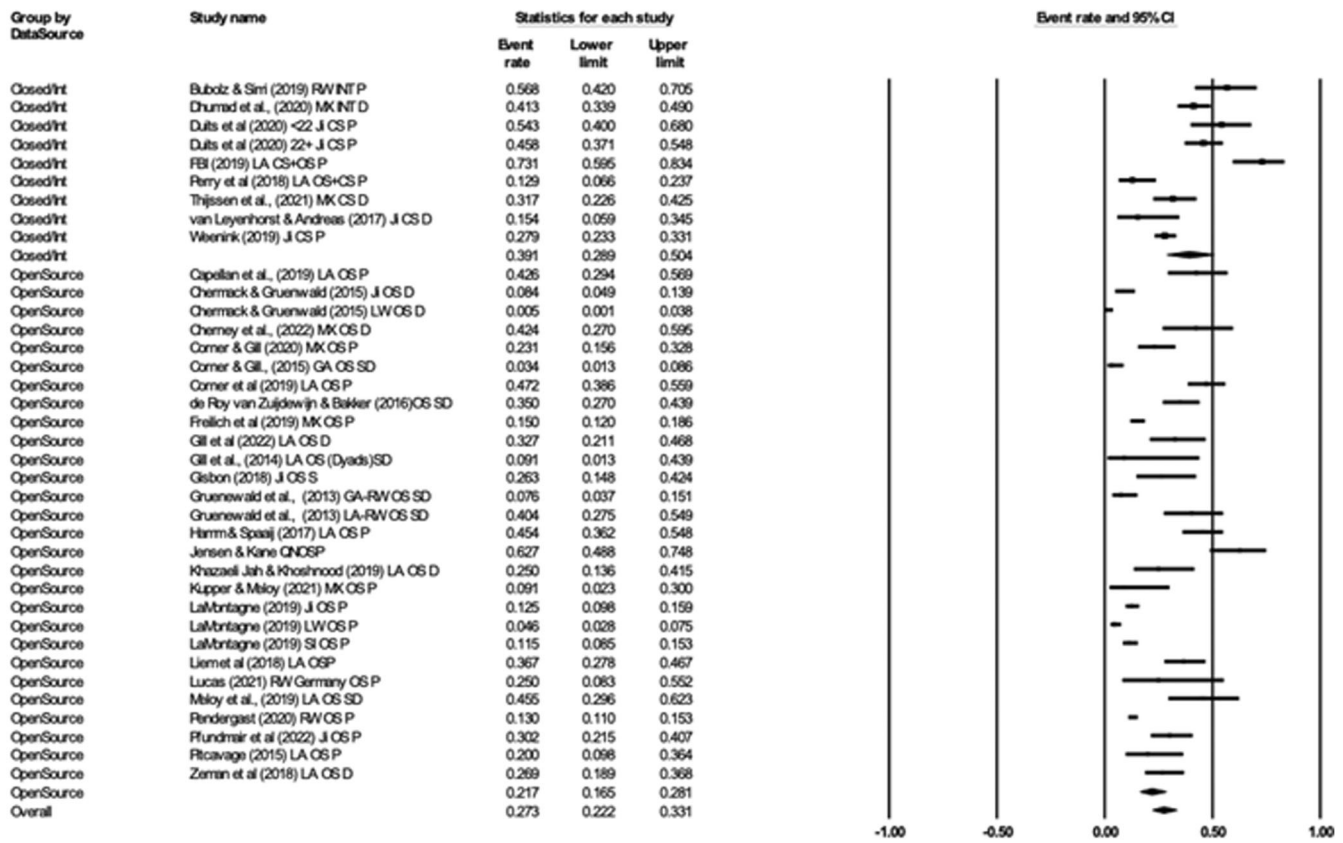 Group by Study name Statistics for each study Event rate and 95% CI
DataSource
Event Lower Upper
rate limit limit
Closed/Int Bubolz & Sirri (2019) RW INT P 0.568 0.420 0.705
Closed/Int Dhumad et al., (2020) MX INT D 0.413 0.339 0.490
Closed/Int Duits et al (2020) <22 Ji CS P 0.543 0.400 0.680
Closed/Int Duits et al (2020) 22+ Ji CS P 0.458 0.371 0.548
Closed/Int FBI (2019) LA CS+OS P 0.731 0.595 0.834
Closed/Int Perry et al (2018) LA OS+CS P 0.129 0.066 0.237
Closed/Int Thijssen et al., (2021) MX CS D 0.317 0.226 0.425
Closed/Int van Leyenhorst & Andreas (2017) Ji CS D 0.154 0.059 0.345
Closed/Int Weenink (2019) Ji CS P 0.279 0.233 0.331
Closed/Int 0.391 0.289 0.504
OpenSource Capellan et al., (2019) LA OS P 0.426 0.294 0.569
OpenSource Chermack & Gruenwald (2015) Ji OS D 0.084 0.049 0.139
OpenSource Chermack & Gruenwald (2015) LW OS D 0.005 0.001 0.038
OpenSource Cherney et al., (2022) MX OS D 0.424 0.270 0.595
OpenSource Corner & Gill (2020) MX OS P 0.231 0.156 0.328
OpenSource Corner & Gill., (2015) GA OS SD 0.034 0.013 0.086
OpenSource Corner et al (2019) LA OS P 0.472 0.386 0.559
OpenSource de Roy van Zuijdewijn & Bakker (2016)OS SD 0.350 0.270 0.439
OpenSource Freilich et al (2019) MX OS P 0.150 0.120 0.186
OpenSource Gill et al (2022) LA OS D 0.327 0.211 0.468
OpenSource Gill et al., (2014) LA OS (Dyads)SD 0.091 0.013 0.439
OpenSource Gisbon (2018) Ji OS S 0.263 0.148 0.424
OpenSource Gruenewald et al., (2013) GA-RW OS SD 0.076 0.037 0.151
OpenSource Gruenewald et al., (2013) LA-RW OS SD 0.404 0.275 0.549
OpenSource Hamm & Spaaij (2017) LA OS P 0.454 0.362 0.548
OpenSource Jensen & Kane QNOSP 0.627 0.488 0.748
OpenSource Khazaeli Jah & Khoshnood (2019) LA OS D 0.250 0.136 0.415
OpenSource Kupper & Meloy (2021) MX OS P 0.091 0.023 0.300
OpenSource LaMontagne (2019) Ji OS P 0.125 0.098 0.159
OpenSource LaMontagne (2019) LW OS P 0.046 0.028 0.075
OpenSource LaMontagne (2019) SI OS P 0.115 0.085 0.153
OpenSource Liem et al (2018) LA OSP 0.367 0.278 0.467
OpenSource Lucas (2021) RW Germany OS P 0.250 0.083 0.552
OpenSource Meloy et al., (2019) LA OS SD 0.455 0.296 0.623
OpenSource Pendergast (2020) RW OS P 0.130 0.110 0.153
OpenSource Pfundmair et al (2022) Ji OS P 0.302 0.215 0.407
OpenSource Piticavage (2015) LA OS P 0.200 0.098 0.364
OpenSource Zeman et al (2018) LA OS D 0.269 0.189 0.368
OpenSource 0.217 0.165 0.281
Overall 0.273 0.222 0.331
-1.00 -0.50 0.00 0.50 1.00